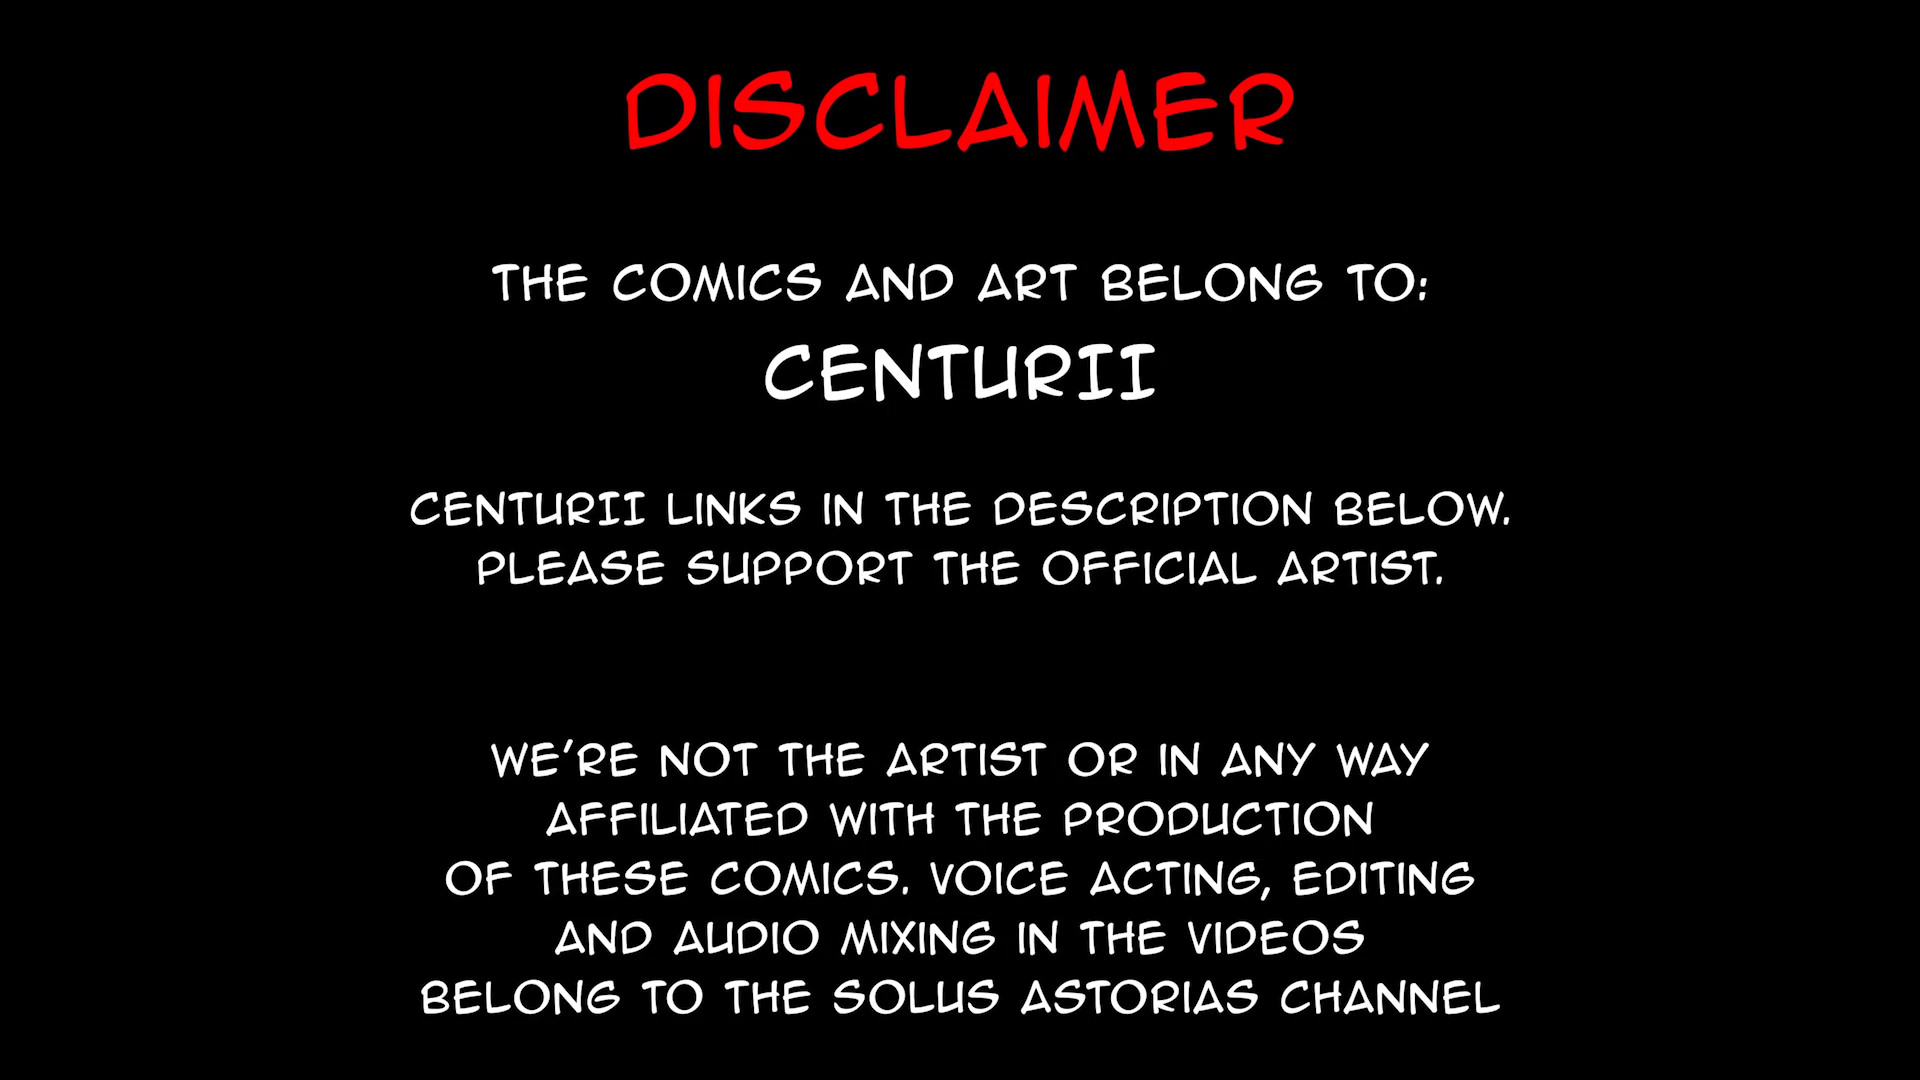 DISCLAIMER
THE COMICS AND ART BELONG TO:
CENTURII
CENTURII LINKS IN THE DESCRIPTION BELOW.
PLEASE SUPPORT THE OFFICIAL ARTIST.
WE'RE NOT THE ARTIST OR IN ANY WAY
AFFILIATED WITH THE PRODUCTION
OF THESE COMICS. VOICE ACTING, EDITING
AND AUDIO MIXING IN THE VIDEOS
BELONG TO THE SOLUS ASTORIAS CHANNEL